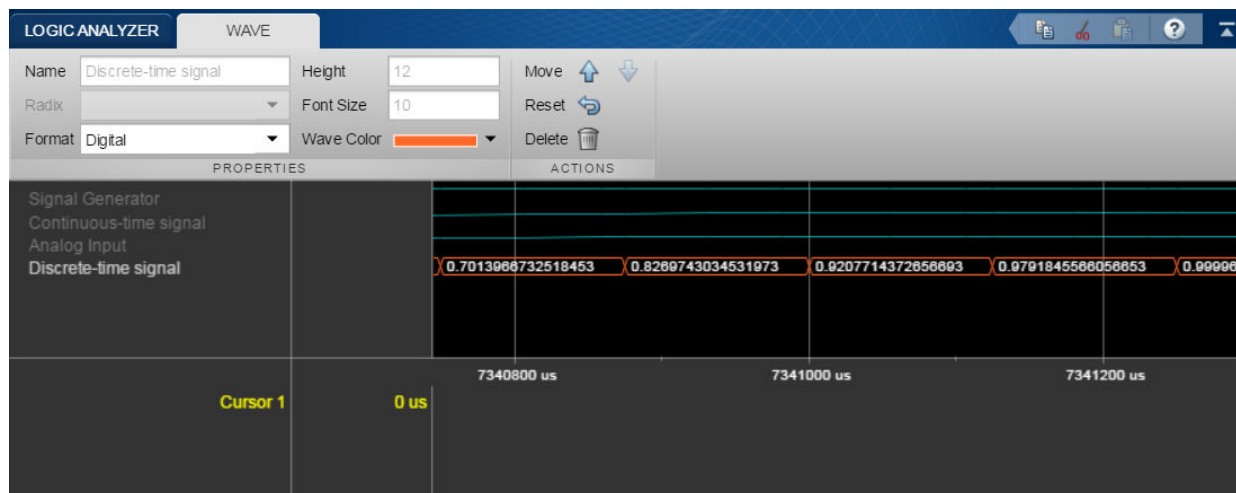 LOGIC ANALYZER WAVE ?
Name Discrete-time signal Height 12 Move
Radix Font Size 10 Reset
Format Digital Wave Color Delete
PROPERTIES ACTIONS
Signal Generator
Continuous-time signal
Analog Input
Discrete-time signal 0.7013966732518453 0.8269743034531973 0.9207714372656693 0.9791845566056653 0.99996
7340800 us 7341000 us 7341200 us
Cursor 1 0 us